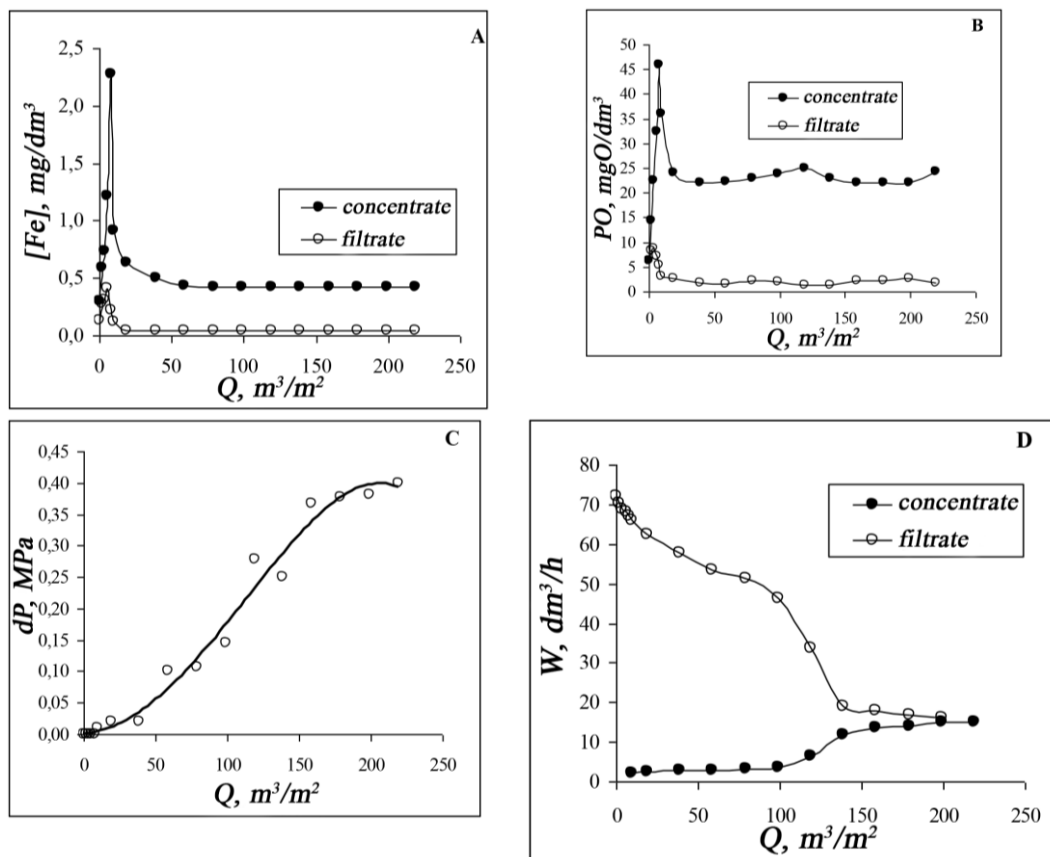 A
2,5
2,0
1,5
1,0
0,5
0,0
[Fe], mg/dm³
concentrate
filtrate
0 50 100 150 200 250
Q, m³/m²
B
50
45
40
35
30
25
20
15
10
5
0
PO, mgO/dm³
concentrate
filtrate
0 50 100 150 200 250
Q, m³/m²
C
0,45
0,40
0,35
0,30
0,25
0,20
0,15
0,10
0,05
0,00
dP, MPa
0 50 100 150 200 250
Q, m³/m²
D
80
70
60
50
40
30
20
10
0
W, dm³/h
concentrate
filtrate
0 50 100 150 200 250
Q, m³/m²